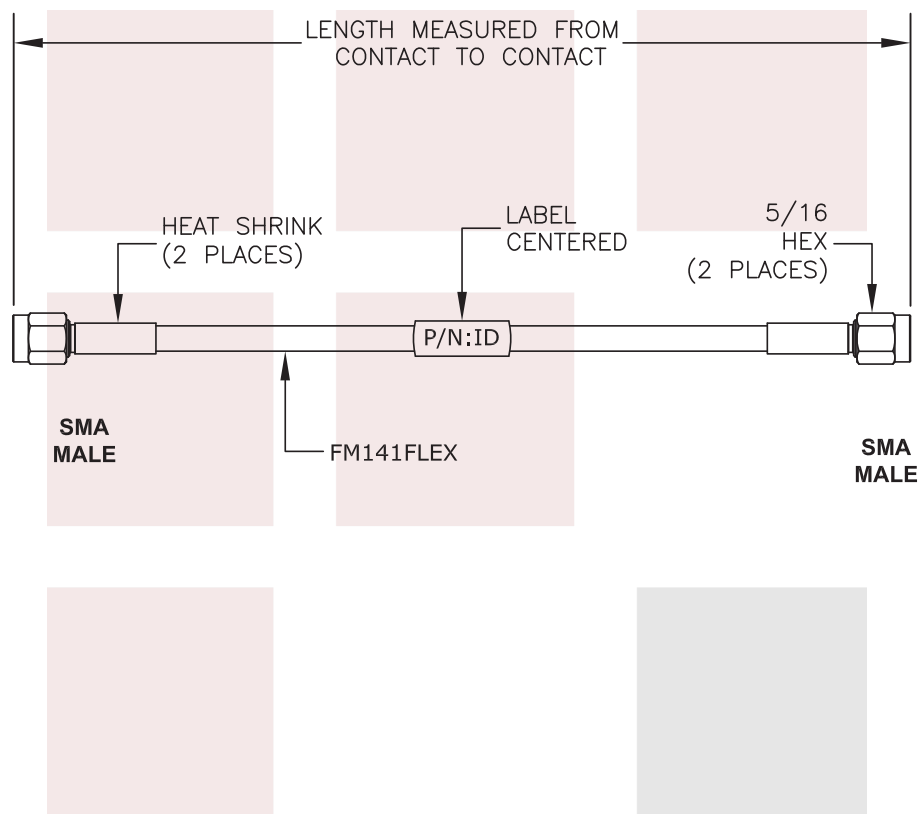 LENGTH MEASURED FROM
CONTACT TO CONTACT
HEAT SHRINK
(2 PLACES)
LABEL
CENTERED
5/16
HEX
(2 PLACES)
P/N:ID
SMA
MALE
FM141FLEX
SMA
MALE